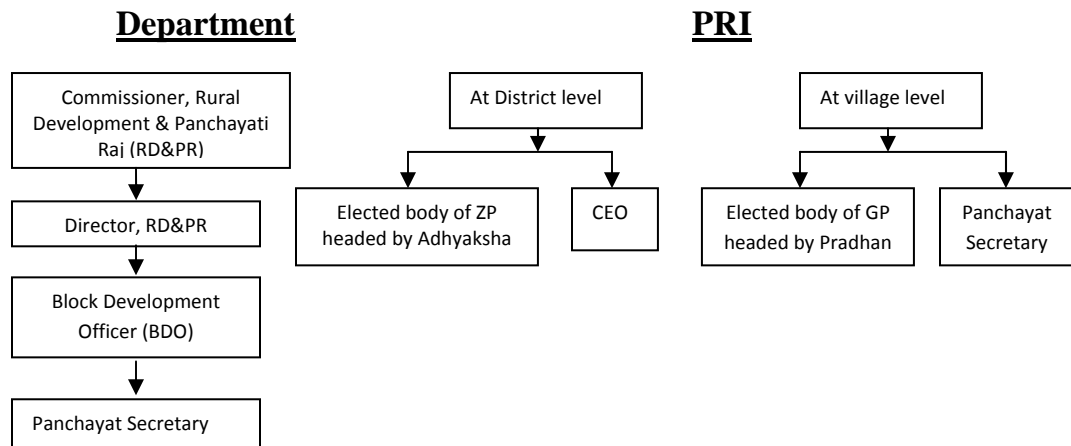 Department
Commissioner, Rural
Development & Panchayati
Raj (RD&PR)
Director, RD&PR
Block Development
Officer (BDO)
Panchayat Secretary
PRI
At District level
Elected body of ZP
headed by Adhyaksha
CEO
At village level
Elected body of GP
headed by Pradhan
Panchayat
Secretary